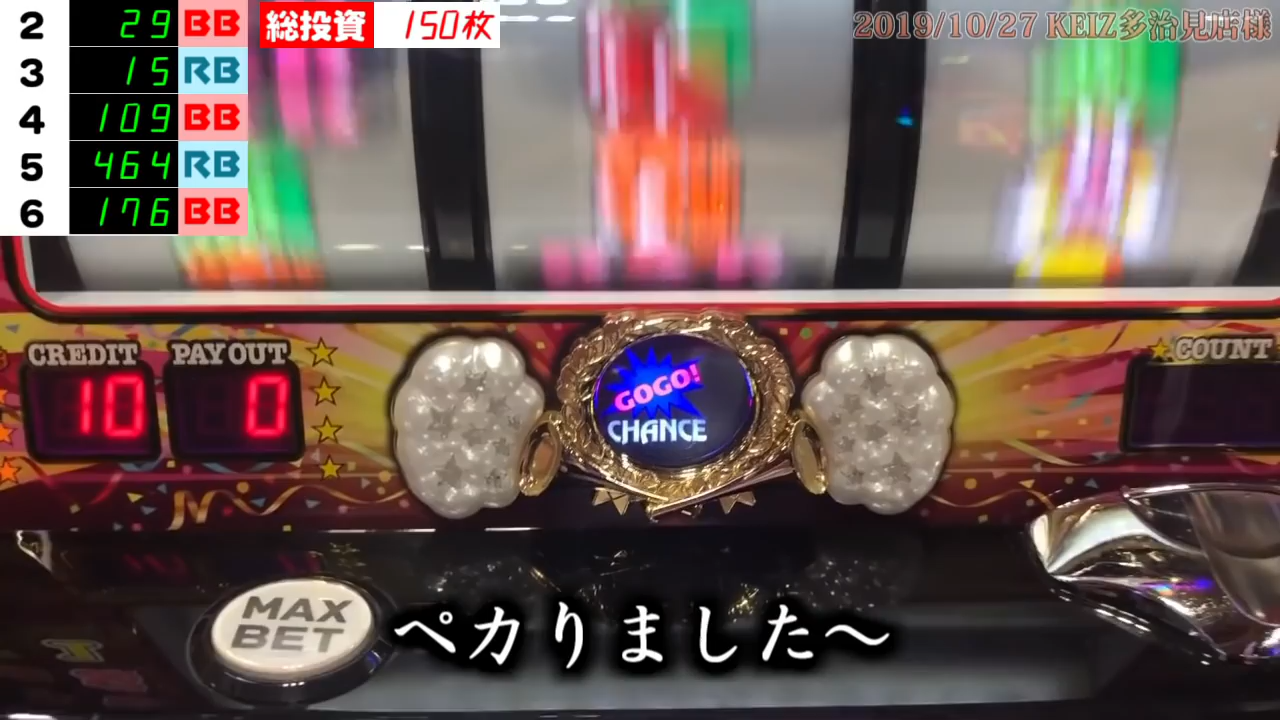 2 29 BB
3 15 RB
4 109 BB
5 464 RB
6 176 BB
総投資 150枚
2019/10/27 KEIZ多治見店様
CREDIT
10
PAY OUT
0
GOGO!
CHANCE
COUNT
MAX
BET
ペカりました〜